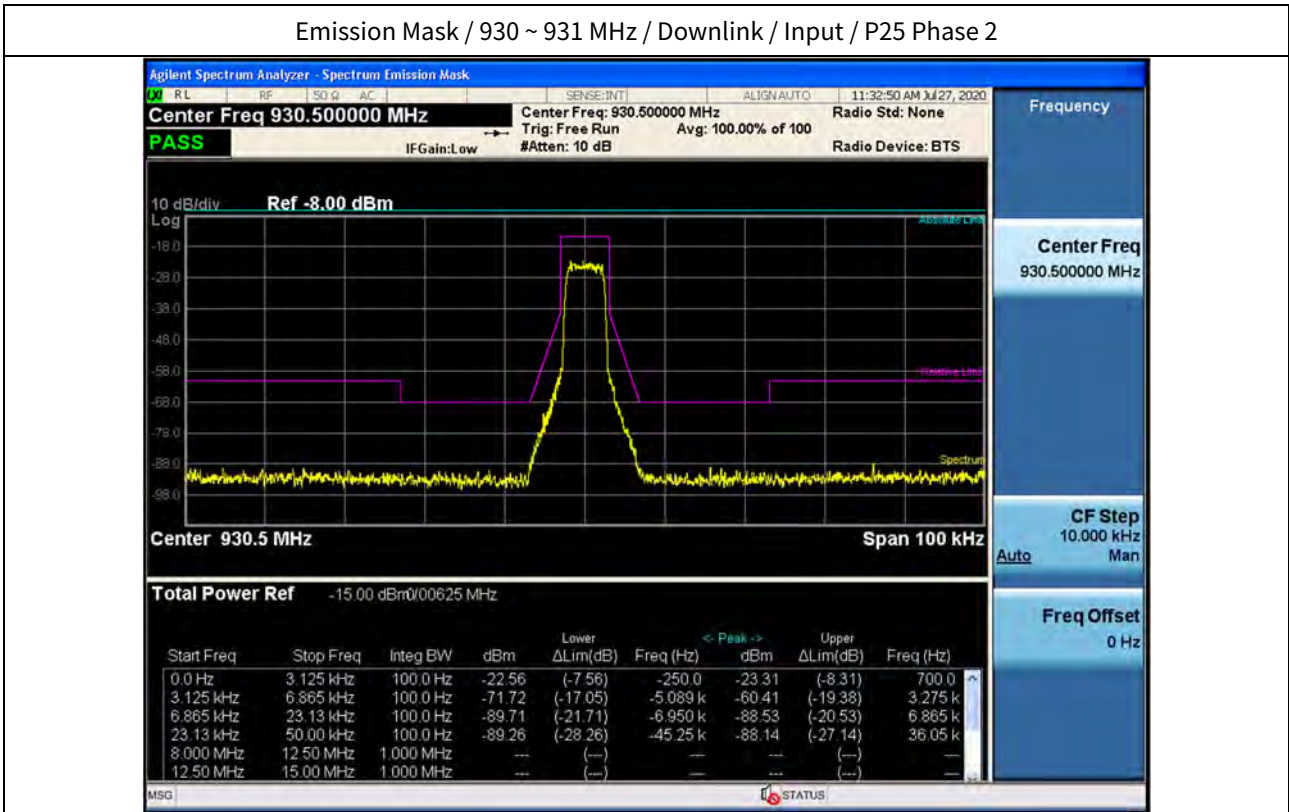 Emission Mask / 930 ~ 931 MHz / Downlink / Input / P25 Phase 2
Agilent Spectrum Analyzer - Spectrum Emission Mask
LXI RL RF 50 Ω AC SENSE:INT ALIGN AUTO 11:32:50 AM Jul 27, 2020
Center Freq 930.500000 MHz Center Freq: 930.500000 MHz Radio Std: None
Trig: Free Run Avg: 100.00% of 100
PASS IFGain:Low #Atten: 10 dB Radio Device: BTS
Frequency
10 dB/div Ref -8.00 dBm
Log Absolute Limit
-18.0
-28.0
-38.0
-48.0
-58.0 Relative Limit
-68.0
-78.0
-88.0 Spectrum
-98.0
Center 930.5 MHz Span 100 kHz
Center Freq
930.500000 MHz
CF Step
10.000 kHz
Auto Man
Freq Offset
0 Hz
Total Power Ref -15.00 dBm/0.00625 MHz
Lower <- Peak -> Upper
Start Freq Stop Freq Integ BW dBm ΔLim(dB) Freq (Hz) dBm ΔLim(dB) Freq (Hz)
0.0 Hz 3.125 kHz 100.0 Hz -22.56 (-7.56) -250.0 -23.31 (-8.31) 700.0
3.125 kHz 6.865 kHz 100.0 Hz -71.72 (-17.05) -5.089 k -60.41 (-19.38) 3.275 k
6.865 kHz 23.13 kHz 100.0 Hz -89.71 (-21.71) -6.950 k -88.53 (-20.53) 6.865 k
23.13 kHz 50.00 kHz 100.0 Hz -89.26 (-28.26) -45.25 k -88.14 (-27.14) 36.05 k
8.000 MHz 12.50 MHz 1.000 MHz --- (---) --- --- (---) ---
12.50 MHz 15.00 MHz 1.000 MHz --- (---) --- --- (---) ---
MSG STATUS